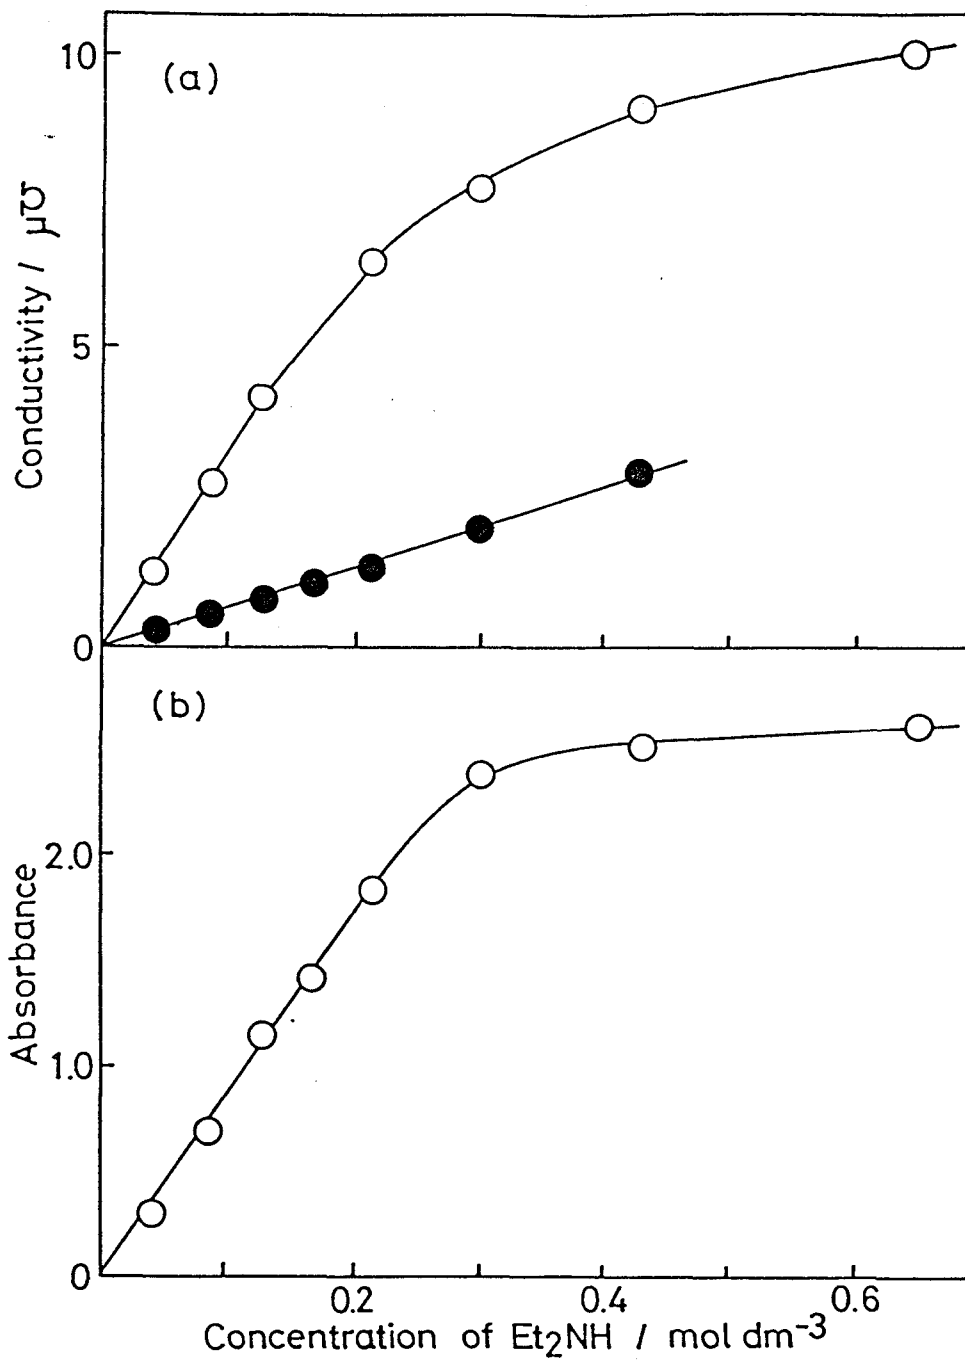 (a)
10
5
0
Conductivity / μ℧
(b)
2.0
1.0
0
Absorbance
0.2 0.4 0.6
Concentration of Et₂NH / mol dm⁻³